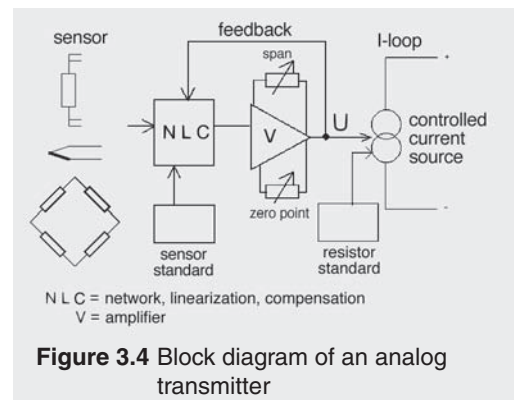 sensor
feedback
span
I-loop
+
N L C
V
U
controlled
current
source
zero point
-
sensor
standard
resistor
standard
N L C = network, linearization, compensation
V = amplifier
Figure 3.4 Block diagram of an analog
transmitter